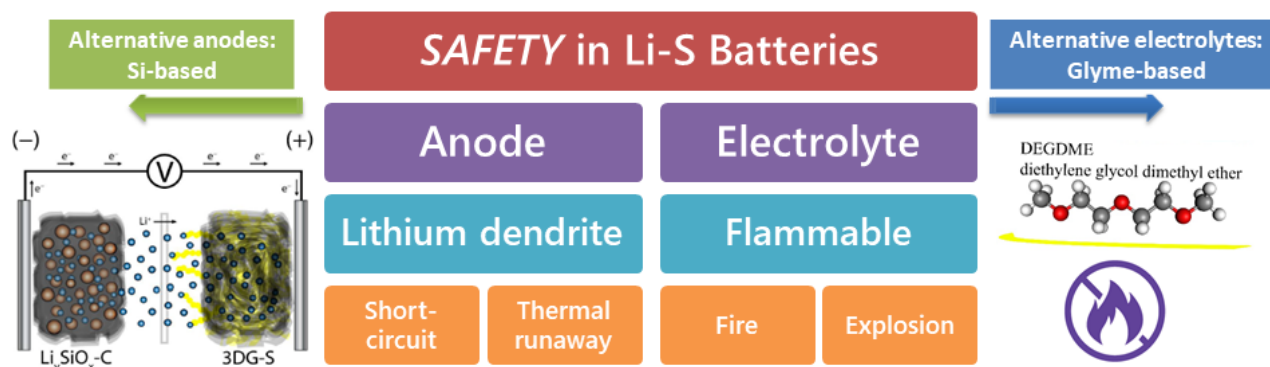 Alternative anodes:
Si-based
SAFETY in Li-S Batteries
Alternative electrolytes:
Glyme-based
Anode
Electrolyte
Lithium dendrite
Flammable
Short-
circuit
Thermal
runaway
Fire
Explosion
(−)
(+)
e⁻
e⁻
V
e⁻
e⁻
e⁻
e⁻
Li⁺
LiᵧSiOₓ-C
3DG-S
DEGDME
diethylene glycol dimethyl ether